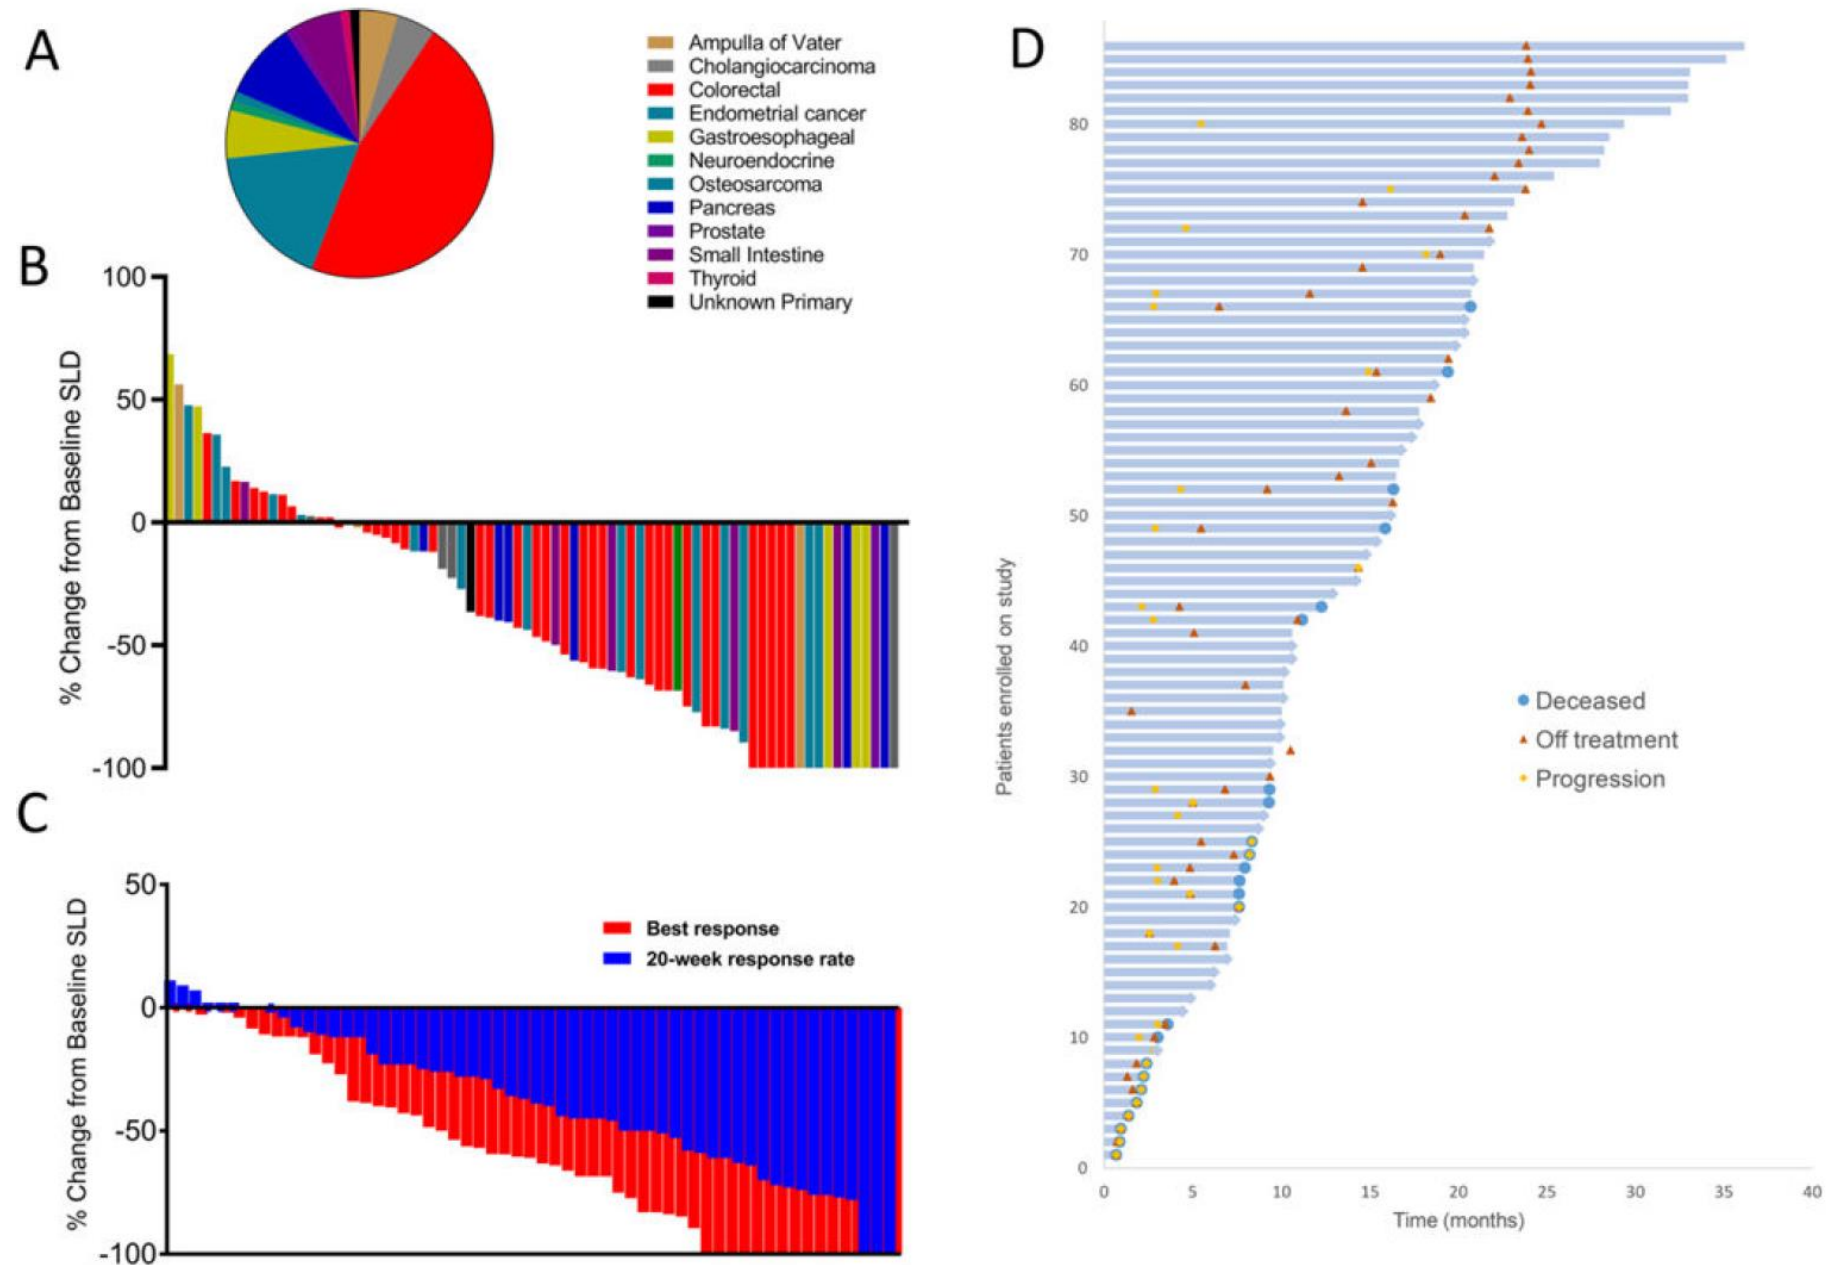 A
Ampulla of Vater
Cholangiocarcinoma
Colorectal
Endometrial cancer
Gastroesophageal
Neuroendocrine
Osteosarcoma
Pancreas
Prostate
Small Intestine
Thyroid
Unknown Primary
B
% Change from Baseline SLD
100
50
0
-50
-100
C
% Change from Baseline SLD
50
0
-50
-100
Best response
20-week response rate
D
Patients enrolled on study
80
70
60
50
40
30
20
10
0
0 5 10 15 20 25 30 35 40
Time (months)
Deceased
Off treatment
Progression